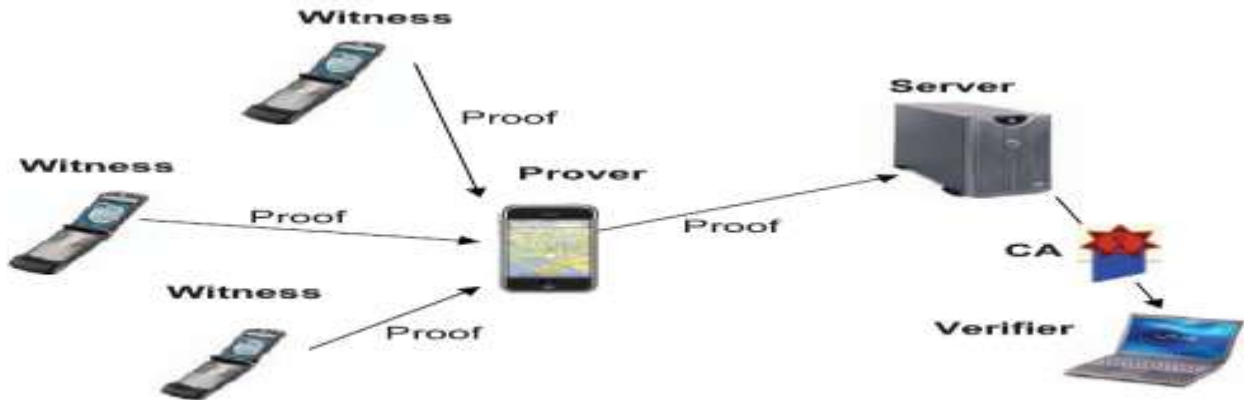 Witness
Proof
Server
Witness
Proof
Prover
Proof
Witness
Proof
CA
Verifier